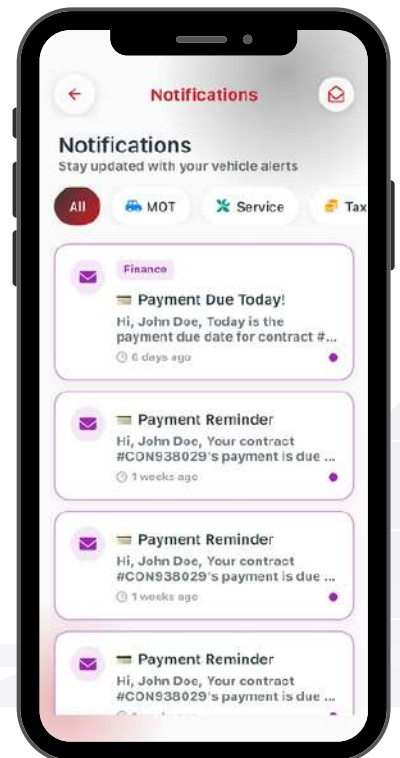 Notifications
Notifications
Stay updated with your vehicle alerts
All
MOT
Service
Tax
Finance
Payment Due Today!
Hi, John Doe, Today is the
payment due date for contract #...
6 days ago
Payment Reminder
Hi, John Doe, Your contract
#CON938029's payment is due ...
1 weeks ago
Payment Reminder
Hi, John Doe, Your contract
#CON938029's payment is due ...
1 weeks ago
Payment Reminder
Hi, John Doe, Your contract
#CON938029's payment is due ...